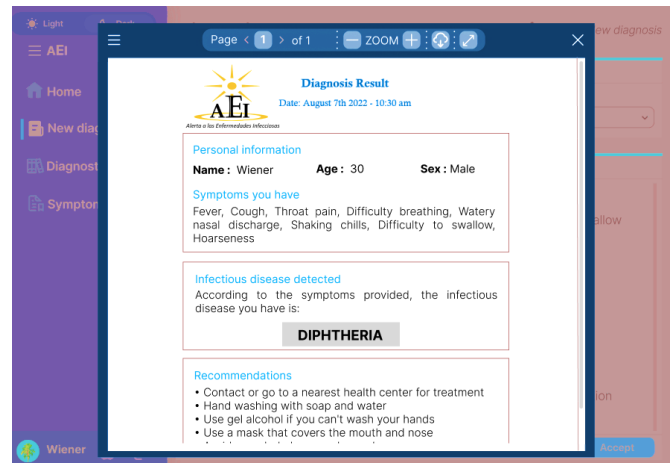 Light
Dark
AEI
Home
New diag
Diagnost
Symptom
Wiener
ew diagnosis
allow
ion
Accept
Page < 1 > of 1
ZOOM
AEI
Alerta a las Enfermedades Infecciosas
Diagnosis Result
Date: August 7th 2022 - 10:30 am
Personal information
Name : Wiener Age : 30 Sex : Male
Symptoms you have
Fever, Cough, Throat pain, Difficulty breathing, Watery
nasal discharge, Shaking chills, Difficulty to swallow,
Hoarseness
Infectious disease detected
According to the symptoms provided, the infectious
disease you have is:
DIPHTHERIA
Recommendations
• Contact or go to a nearest health center for treatment
• Hand washing with soap and water
• Use gel alcohol if you can't wash your hands
• Use a mask that covers the mouth and nose